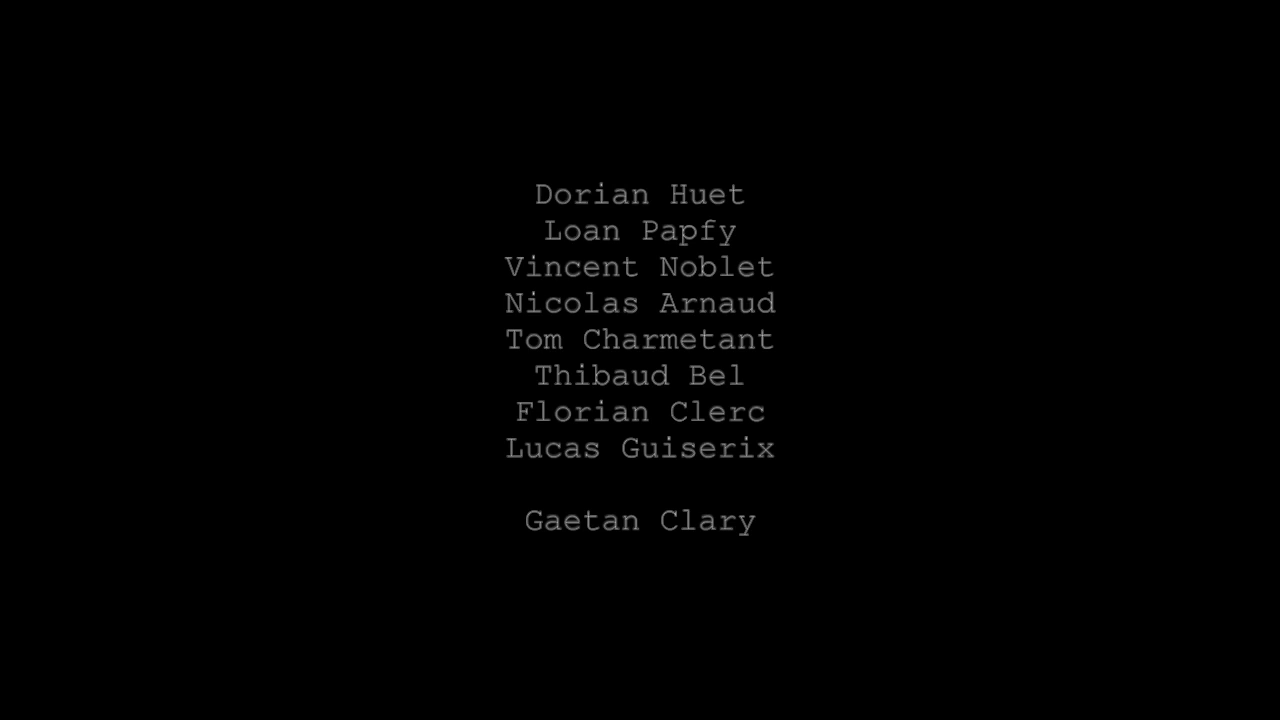 Dorian Huet
Loan Papfy
Vincent Noblet
Nicolas Arnaud
Tom Charmetant
Thibaud Bel
Florian Clerc
Lucas Guiserix
Gaetan Clary